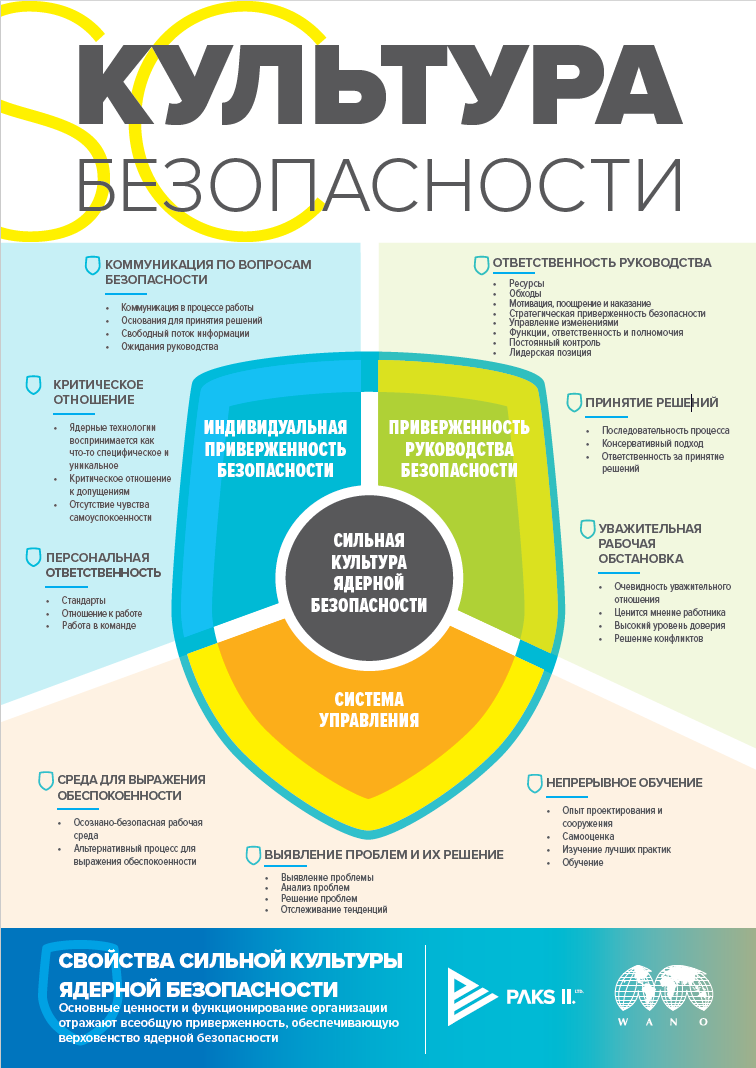 SC
КУЛЬТУРА
БЕЗОПАСНОСТИ
КОММУНИКАЦИЯ ПО ВОПРОСАМ
БЕЗОПАСНОСТИ
• Коммуникация в процессе работы
• Основания для принятия решений
• Свободный поток информации
• Ожидания руководства
КРИТИЧЕСКОЕ
ОТНОШЕНИЕ
• Ядерные технологии
воспринимается как
что-то специфическое и
уникальное
• Критическое отношение
к допущениям
• Отсутствие чувства
самоуспокоенности
ПЕРСОНАЛЬНАЯ
ОТВЕТСТВЕННОСТЬ
• Стандарты
• Отношение к работе
• Работа в команде
ОТВЕТСТВЕННОСТЬ РУКОВОДСТВА
• Ресурсы
• Обходы
• Мотивация, поощрение и наказание
• Стратегическая приверженность безопасности
• Управление изменениями
• Функции, ответственность и полномочия
• Постоянный контроль
• Лидерская позиция
ПРИНЯТИЕ РЕШЕНИЙ
• Последовательность процесса
• Консервативный подход
• Ответственность за принятие
решений
УВАЖИТЕЛЬНАЯ
РАБОЧАЯ
ОБСТАНОВКА
• Очевидность уважительного
отношения
• Ценится мнение работника
• Высокий уровень доверия
• Решение конфликтов
ИНДИВИДУАЛЬНАЯ
ПРИВЕРЖЕННОСТЬ
БЕЗОПАСНОСТИ
ПРИВЕРЖЕННОСТЬ
РУКОВОДСТВА
БЕЗОПАСНОСТИ
СИЛЬНАЯ
КУЛЬТУРА
ЯДЕРНОЙ
БЕЗОПАСНОСТИ
СИСТЕМА
УПРАВЛЕНИЯ
СРЕДА ДЛЯ ВЫРАЖЕНИЯ
ОБЕСПОКОЕННОСТИ
• Осознано-безопасная рабочая
среда
• Альтернативный процесс для
выражения обеспокоенности
ВЫЯВЛЕНИЕ ПРОБЛЕМ И ИХ РЕШЕНИЕ
• Выявление проблемы
• Анализ проблем
• Решение проблем
• Отслеживание тенденций
НЕПРЕРЫВНОЕ ОБУЧЕНИЕ
• Опыт проектирования и
сооружения
• Самооценка
• Изучение лучших практик
• Обучение
СВОЙСТВА СИЛЬНОЙ КУЛЬТУРЫ
ЯДЕРНОЙ БЕЗОПАСНОСТИ
Основные ценности и функционирование организации
отражают всеобщую приверженность, обеспечивающую
верховенство ядерной безопасности
PAKS II. LTD.
WANO